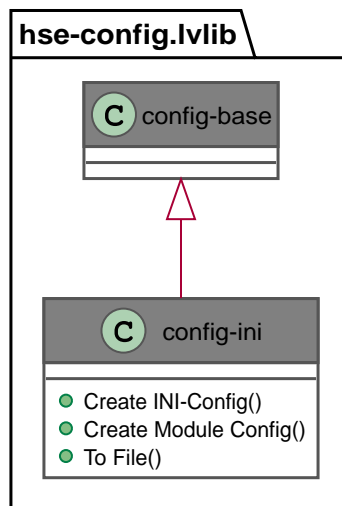 hse-config.lvlib
C config-base
C config-ini
Create INI-Config()
Create Module Config()
To File()